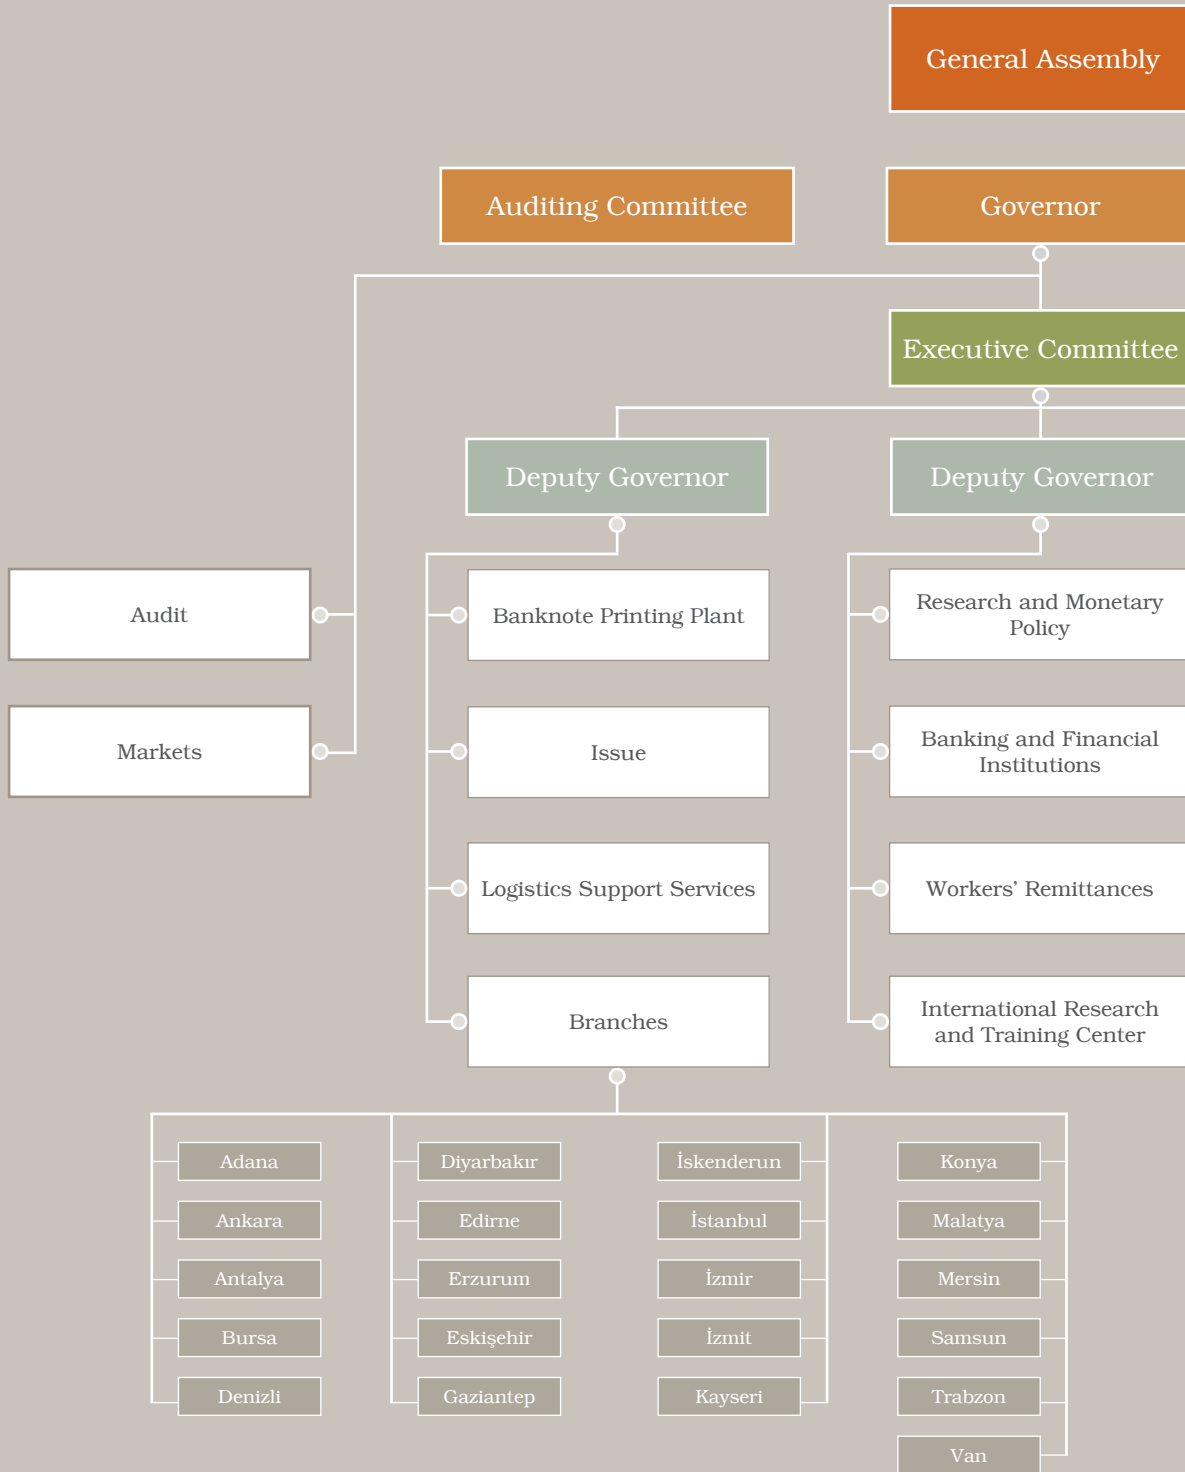 General Assembly
Auditing Committee
Governor
Executive Committee
Deputy Governor
Deputy Governor
Audit
Banknote Printing Plant
Research and Monetary
Policy
Markets
Issue
Banking and Financial
Institutions
Logistics Support Services
Workers’ Remittances
Branches
International Research
and Training Center
Adana
Diyarbakır
İskenderun
Konya
Ankara
Edirne
İstanbul
Malatya
Antalya
Erzurum
İzmir
Mersin
Bursa
Eskişehir
İzmit
Samsun
Denizli
Gaziantep
Kayseri
Trabzon
Van